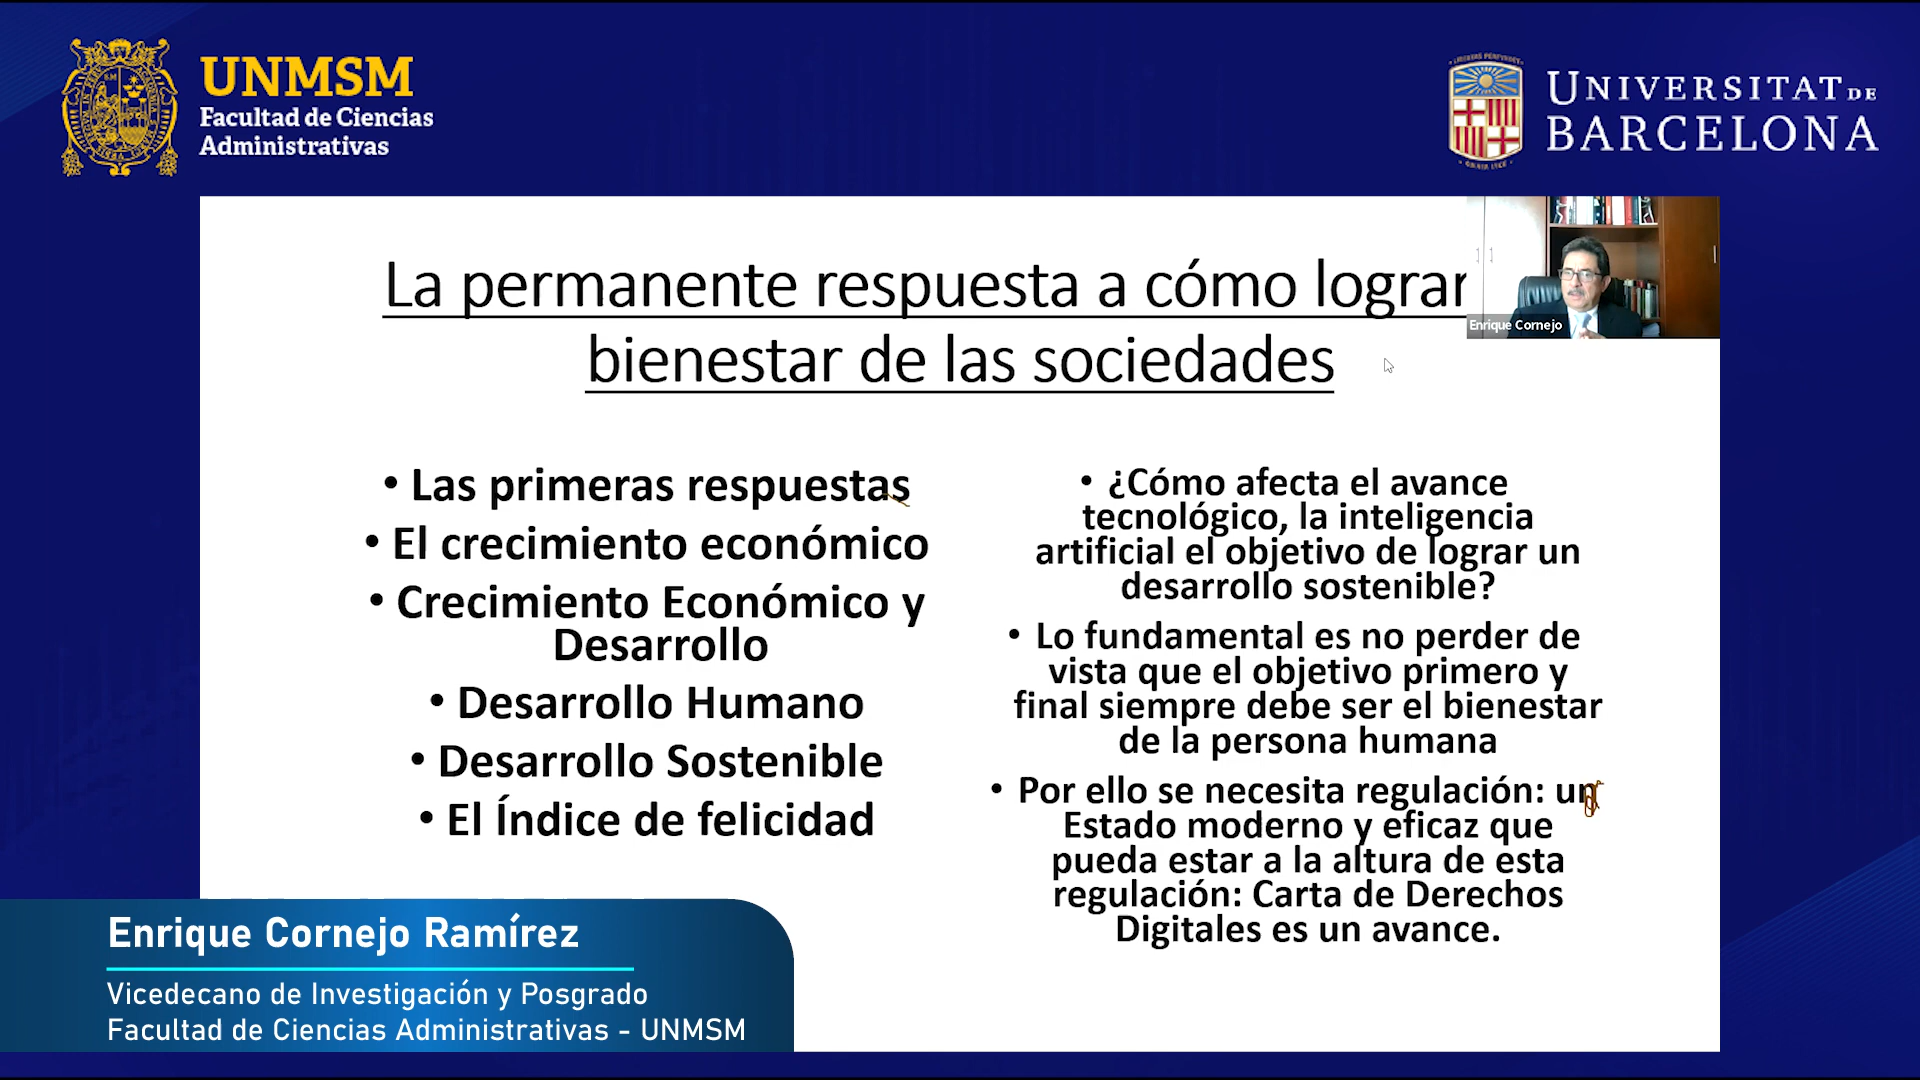 UNMSM
Facultad de Ciencias
Administrativas
UNIVERSITAT DE
BARCELONA
La permanente respuesta a cómo lograr
bienestar de las sociedades
Enrique Cornejo
• Las primeras respuestas
• El crecimiento económico
• Crecimiento Económico y
Desarrollo
• Desarrollo Humano
• Desarrollo Sostenible
• El Índice de felicidad
• ¿Cómo afecta el avance
tecnológico, la inteligencia
artificial el objetivo de lograr un
desarrollo sostenible?
• Lo fundamental es no perder de
vista que el objetivo primero y
final siempre debe ser el bienestar
de la persona humana
• Por ello se necesita regulación: un
Estado moderno y eficaz que
pueda estar a la altura de esta
regulación: Carta de Derechos
Digitales es un avance.
Enrique Cornejo Ramírez
Vicedecano de Investigación y Posgrado
Facultad de Ciencias Administrativas - UNMSM